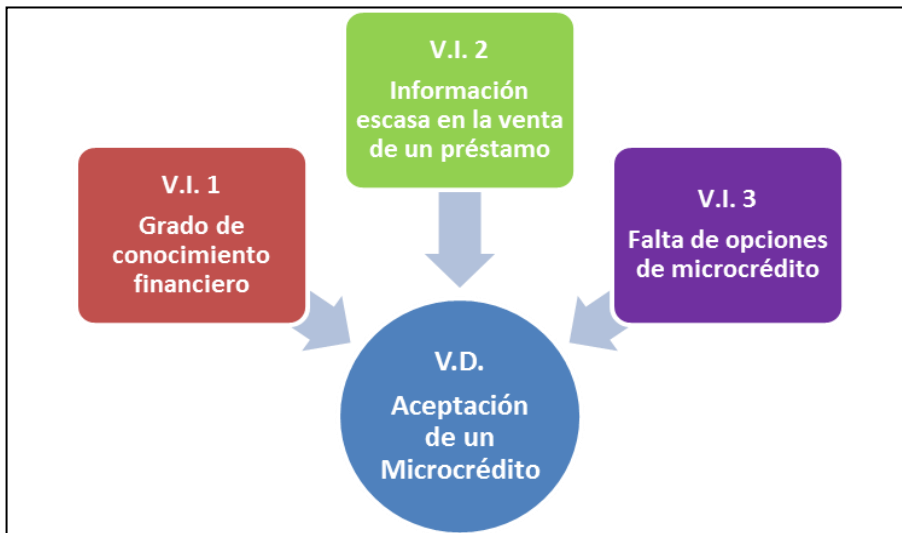 V.I. 1
Grado de
conocimiento
financiero
V.I. 2
Información
escasa en la venta
de un préstamo
V.I. 3
Falta de opciones
de microcrédito
V.D.
Aceptación
de un
Microcrédito